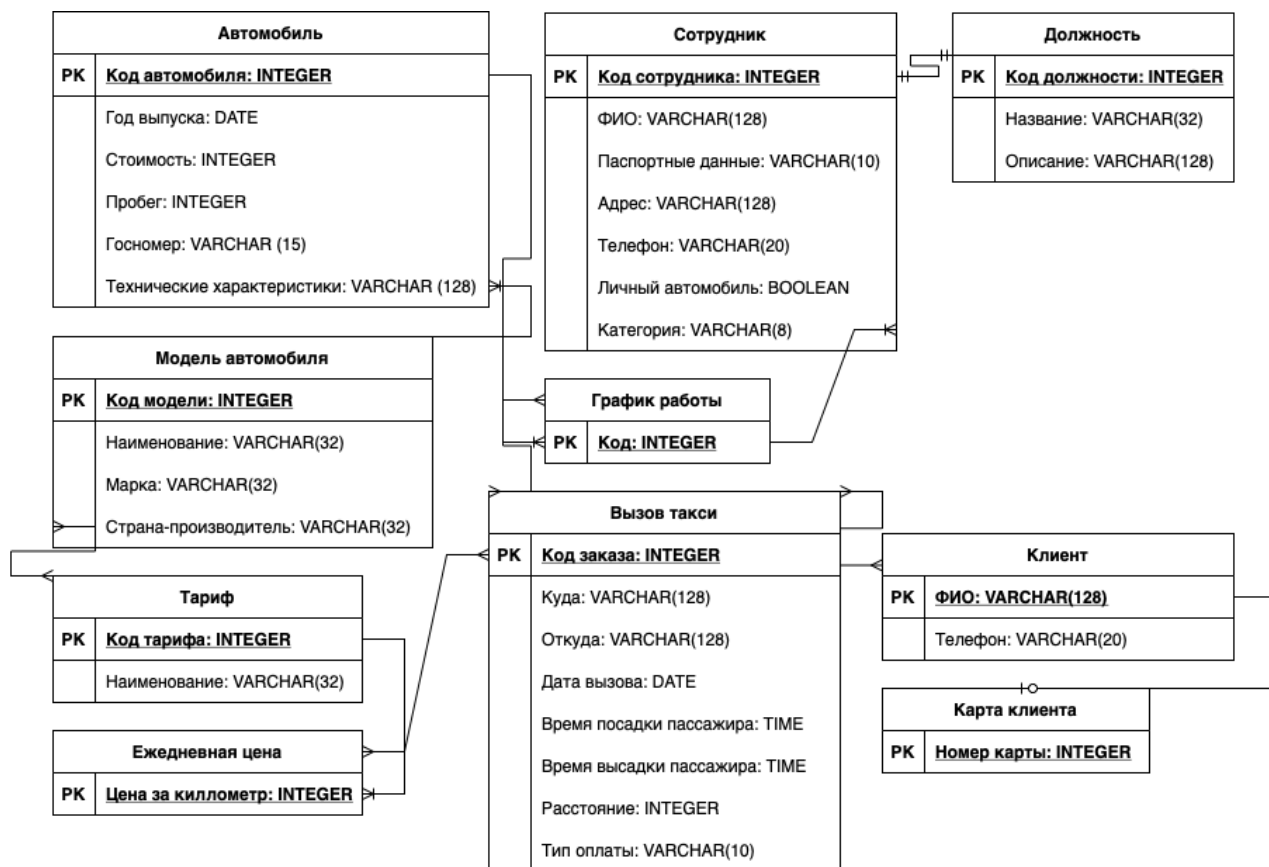 Автомобиль
PK Код автомобиля: INTEGER
Год выпуска: DATE
Стоимость: INTEGER
Пробег: INTEGER
Госномер: VARCHAR (15)
Технические характеристики: VARCHAR (128)
Сотрудник
PK Код сотрудника: INTEGER
ФИО: VARCHAR(128)
Паспортные данные: VARCHAR(10)
Адрес: VARCHAR(128)
Телефон: VARCHAR(20)
Личный автомобиль: BOOLEAN
Категория: VARCHAR(8)
Должность
PK Код должности: INTEGER
Название: VARCHAR(32)
Описание: VARCHAR(128)
Модель автомобиля
PK Код модели: INTEGER
Наименование: VARCHAR(32)
Марка: VARCHAR(32)
Страна-производитель: VARCHAR(32)
График работы
PK Код: INTEGER
Вызов такси
PK Код заказа: INTEGER
Куда: VARCHAR(128)
Откуда: VARCHAR(128)
Дата вызова: DATE
Время посадки пассажира: TIME
Время высадки пассажира: TIME
Расстояние: INTEGER
Тип оплаты: VARCHAR(10)
Клиент
PK ФИО: VARCHAR(128)
Телефон: VARCHAR(20)
Карта клиента
PK Номер карты: INTEGER
Тариф
PK Код тарифа: INTEGER
Наименование: VARCHAR(32)
Ежедневная цена
PK Цена за киллометр: INTEGER